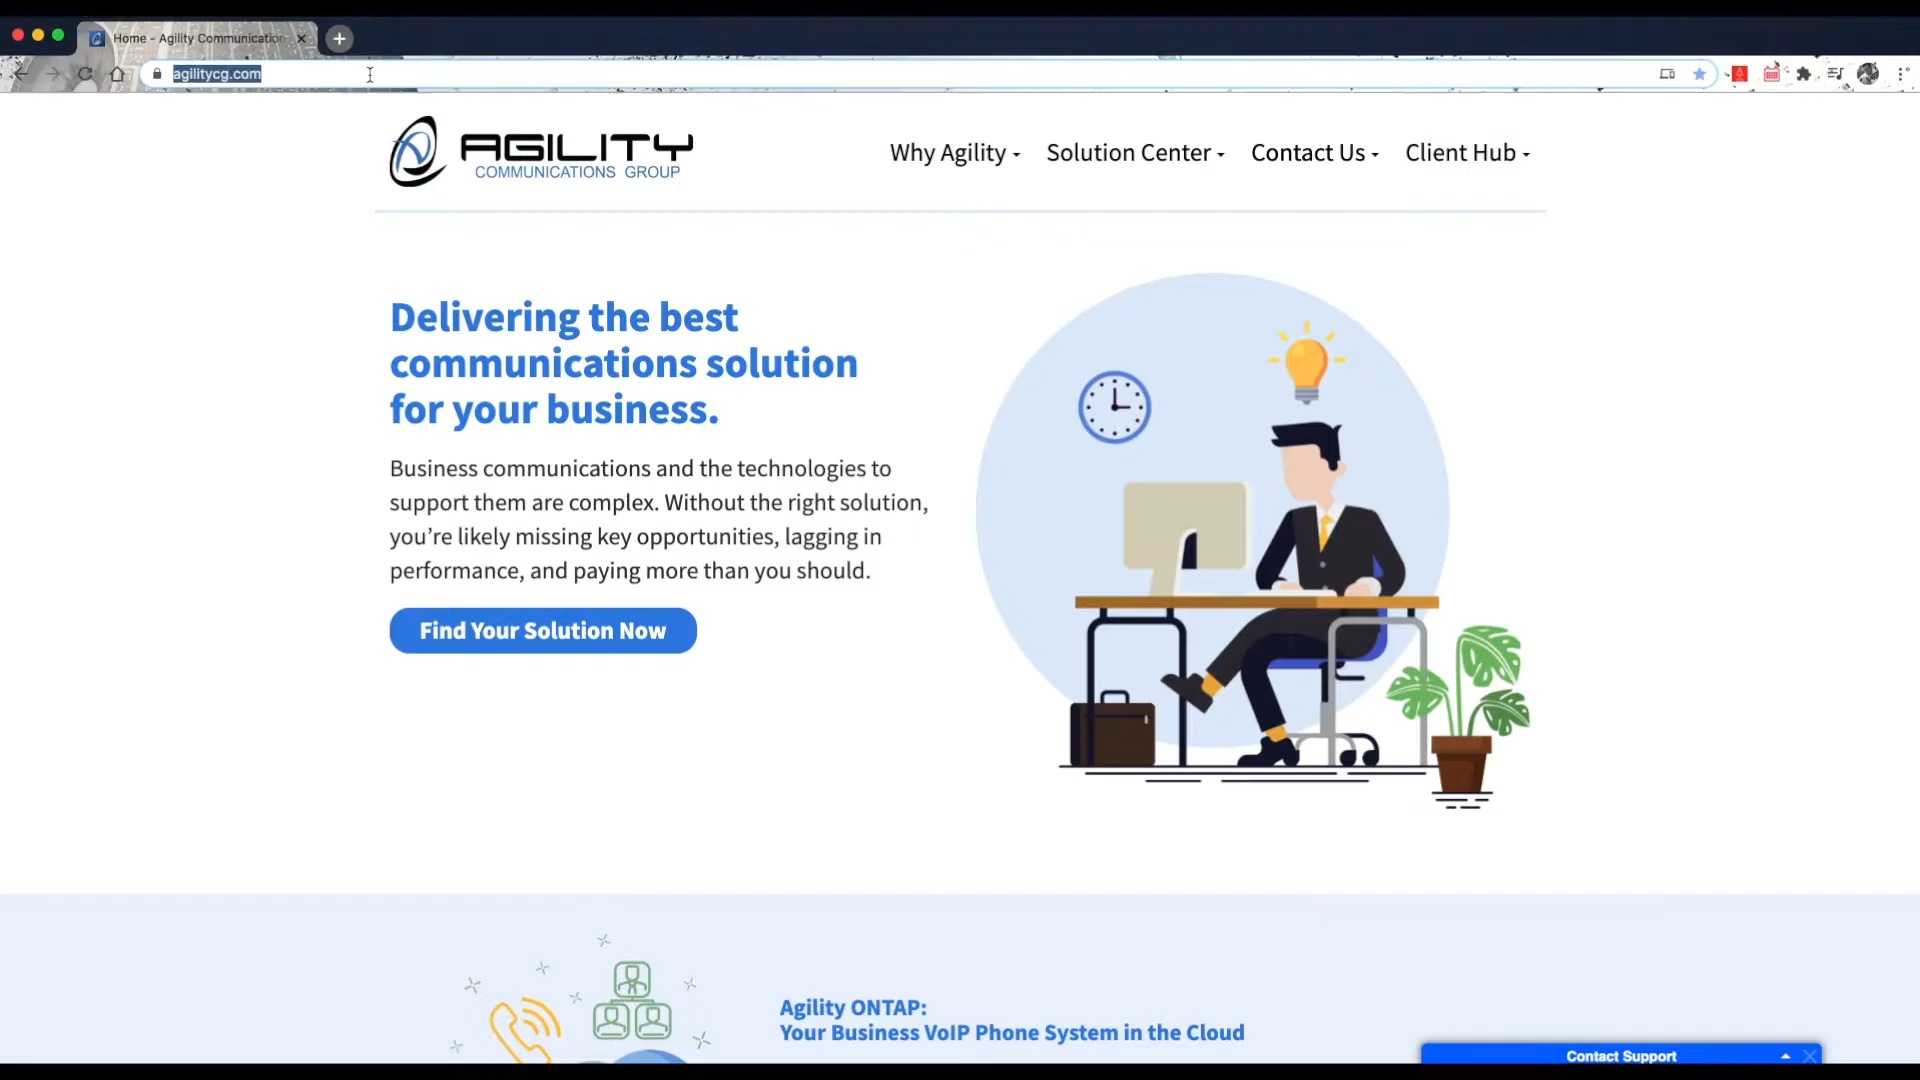 Home - Agility Communication
agilitycg.com
AGILITY
COMMUNICATIONS GROUP
Why Agility
Solution Center
Contact Us
Client Hub
Delivering the best
communications solution
for your business.
Business communications and the technologies to
support them are complex. Without the right solution,
you’re likely missing key opportunities, lagging in
performance, and paying more than you should.
Find Your Solution Now
Agility ONTAP:
Your Business VoIP Phone System in the Cloud
Contact Support